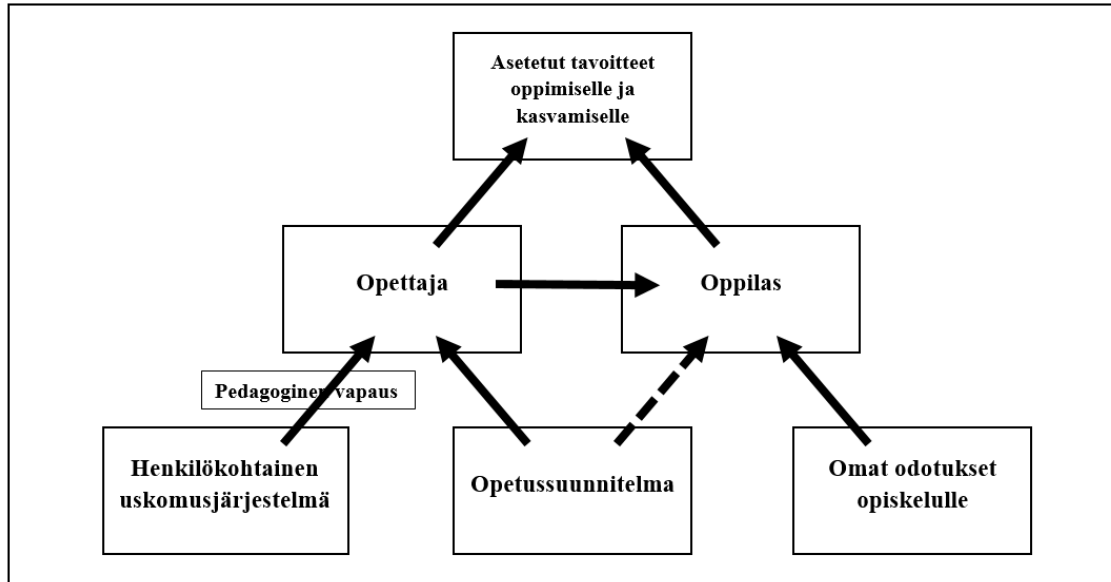 Asetetut tavoitteet
oppimiselle ja
kasvamiselle
Opettaja
Oppilas
Pedagoginen vapaus
Henkilökohtainen
uskomusjärjestelmä
Opetussuunnitelma
Omat odotukset
opiskelulle